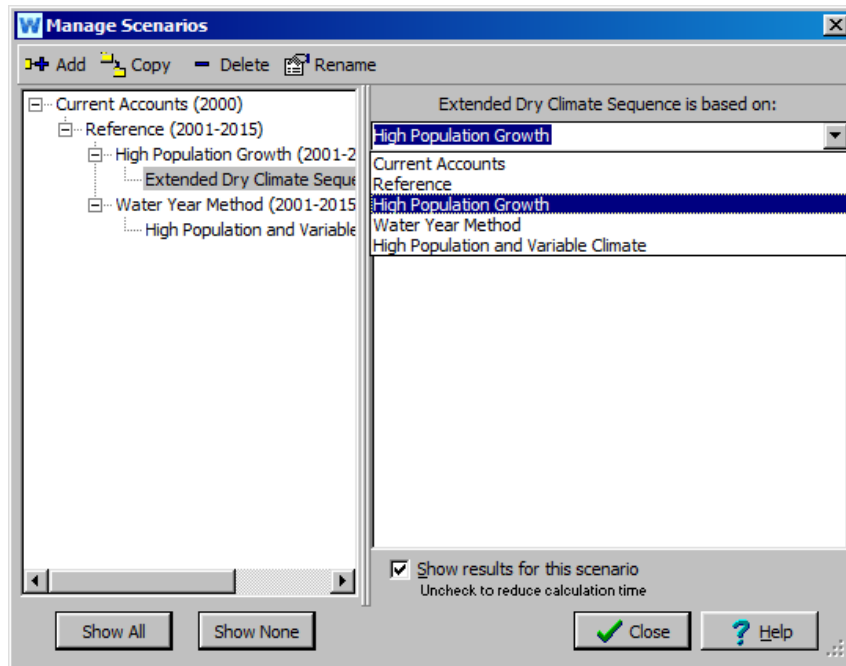 Manage Scenarios
Add Copy Delete Rename
Current Accounts (2000)
Reference (2001-2015)
High Population Growth (2001-2
Extended Dry Climate Seque
Water Year Method (2001-2015
High Population and Variable
Extended Dry Climate Sequence is based on:
High Population Growth
Current Accounts
Reference
High Population Growth
Water Year Method
High Population and Variable Climate
Show results for this scenario
Uncheck to reduce calculation time
Show All Show None Close Help